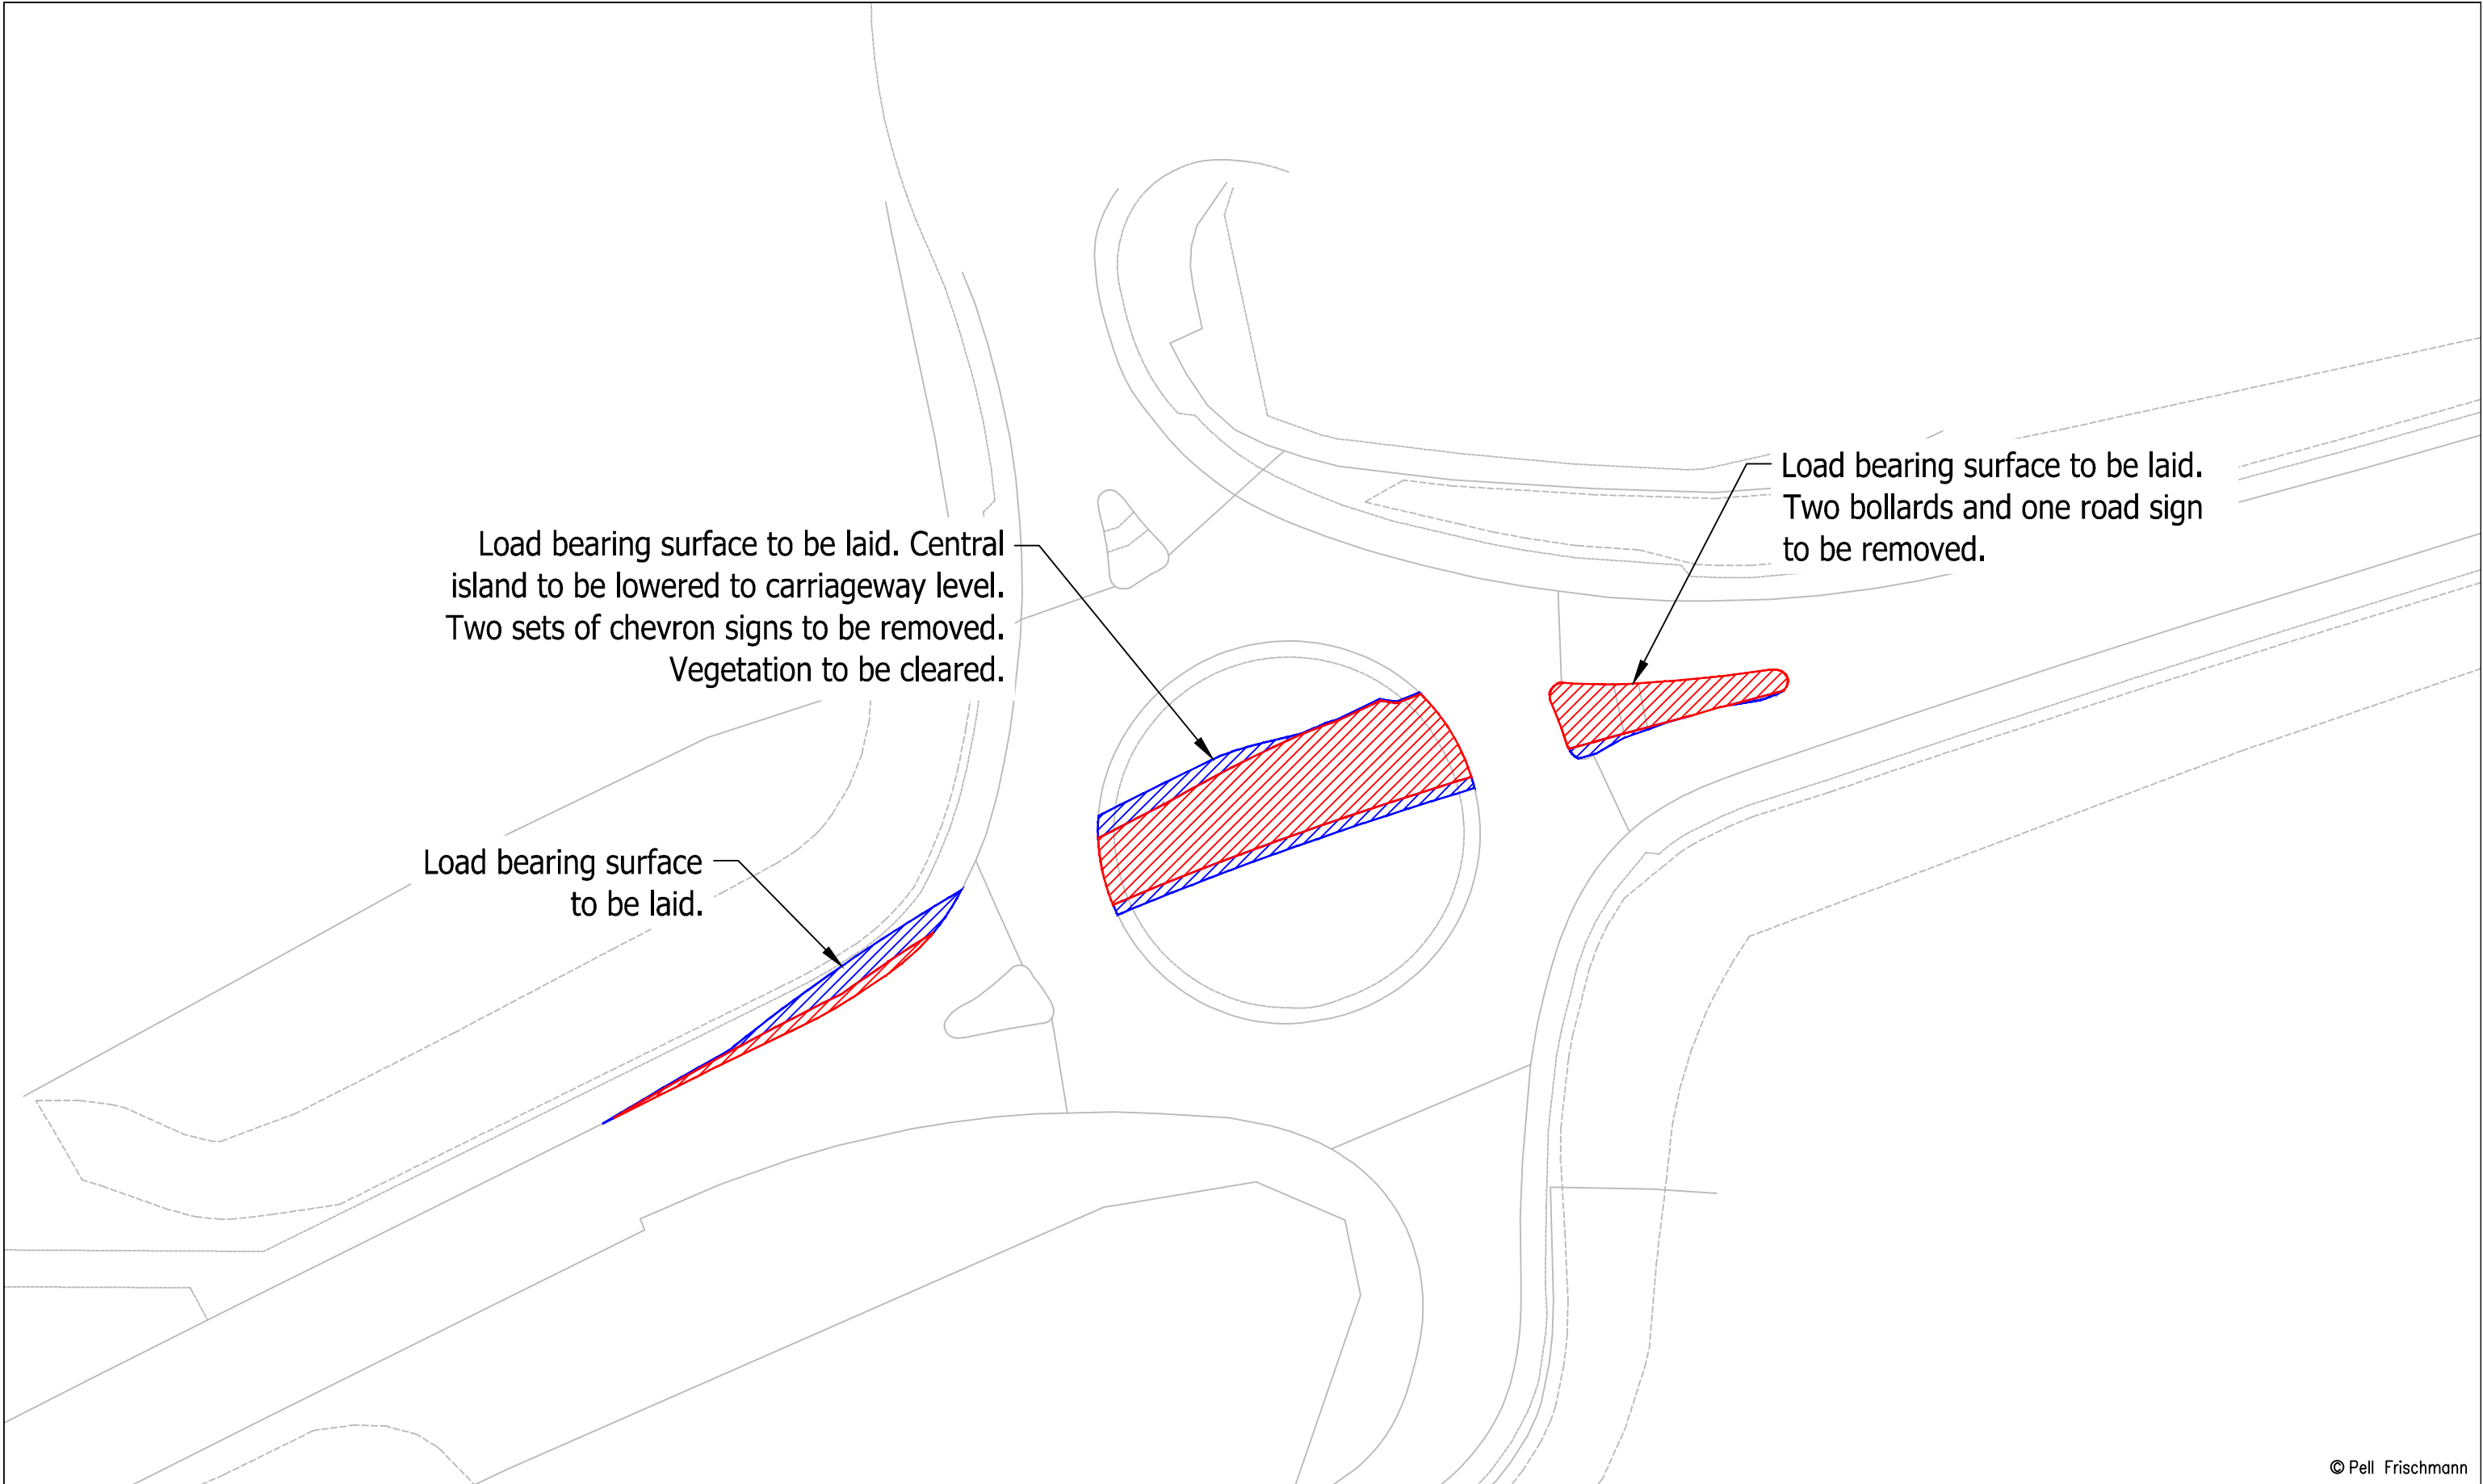 Load bearing surface to be laid.
Two bollards and one road sign
to be removed.
Load bearing surface to be laid. Central
island to be lowered to carriageway level.
Two sets of chevron signs to be removed.
Vegetation to be cleared.
Load bearing surface
to be laid.
© Pell Frischmann